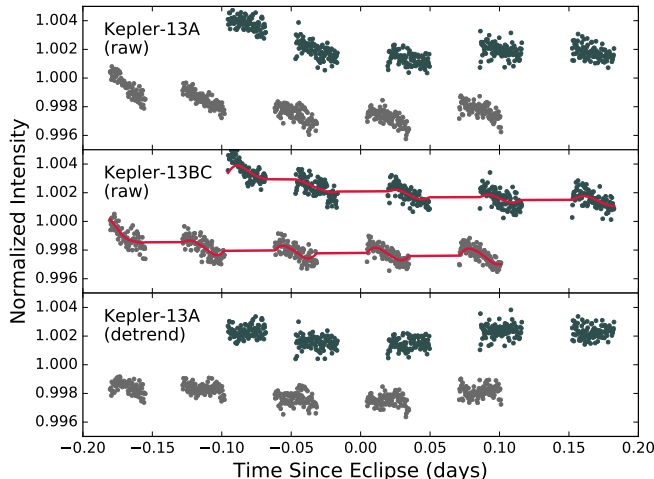 Kepler-13A
(raw)
1.004
1.002
1.000
0.998
0.996
Kepler-13BC
(raw)
1.004
1.002
1.000
0.998
0.996
Kepler-13A
(detrend)
1.004
1.002
1.000
0.998
0.996
Normalized Intensity
−0.20 −0.15 −0.10 −0.05 0.00 0.05 0.10 0.15 0.20
Time Since Eclipse (days)